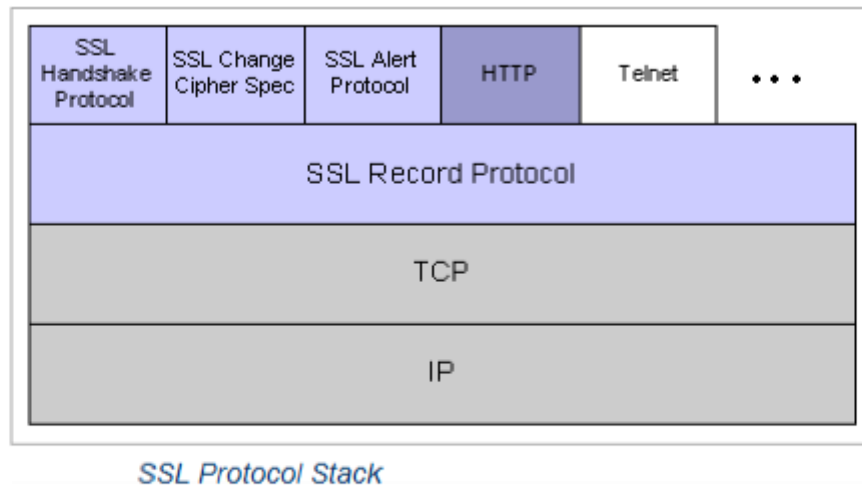 SSL
Handshake
Protocol
SSL Change
Cipher Spec
SSL Alert
Protocol
HTTP
Telnet
...
SSL Record Protocol
TCP
IP
SSL Protocol Stack